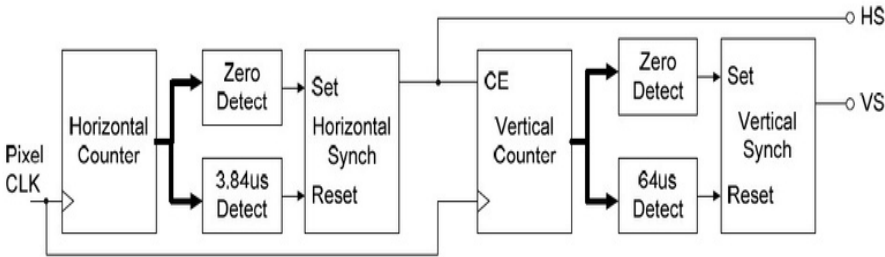 Pixel
CLK
Horizontal
Counter
Zero
Detect
3.84us
Detect
Set
Horizontal
Synch
Reset
CE
Vertical
Counter
Zero
Detect
64us
Detect
Set
Vertical
Synch
Reset
HS
VS